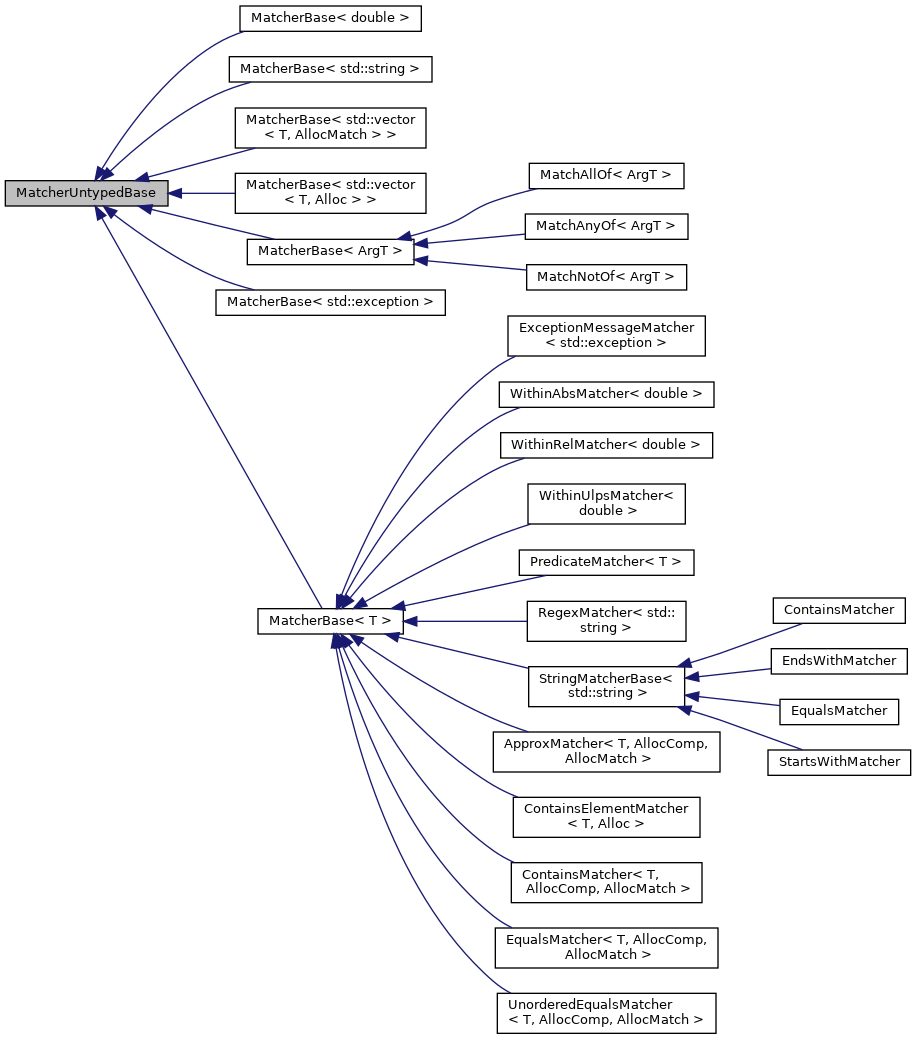 MatcherBase< double >
MatcherBase< std::string >
MatcherBase< std::vector
< T, AllocMatch > >
MatcherUntypedBase
MatcherBase< std::vector
< T, Alloc > >
MatcherBase< ArgT >
MatcherBase< std::exception >
MatchAllOf< ArgT >
MatchAnyOf< ArgT >
MatchNotOf< ArgT >
MatcherBase< T >
ExceptionMessageMatcher
< std::exception >
WithinAbsMatcher< double >
WithinRelMatcher< double >
WithinUlpsMatcher<
double >
PredicateMatcher< T >
RegexMatcher< std::
string >
StringMatcherBase<
std::string >
ContainsMatcher
EndsWithMatcher
EqualsMatcher
StartsWithMatcher
ApproxMatcher< T, AllocComp,
AllocMatch >
ContainsElementMatcher
< T, Alloc >
ContainsMatcher< T,
AllocComp, AllocMatch >
EqualsMatcher< T, AllocComp,
AllocMatch >
UnorderedEqualsMatcher
< T, AllocComp, AllocMatch >